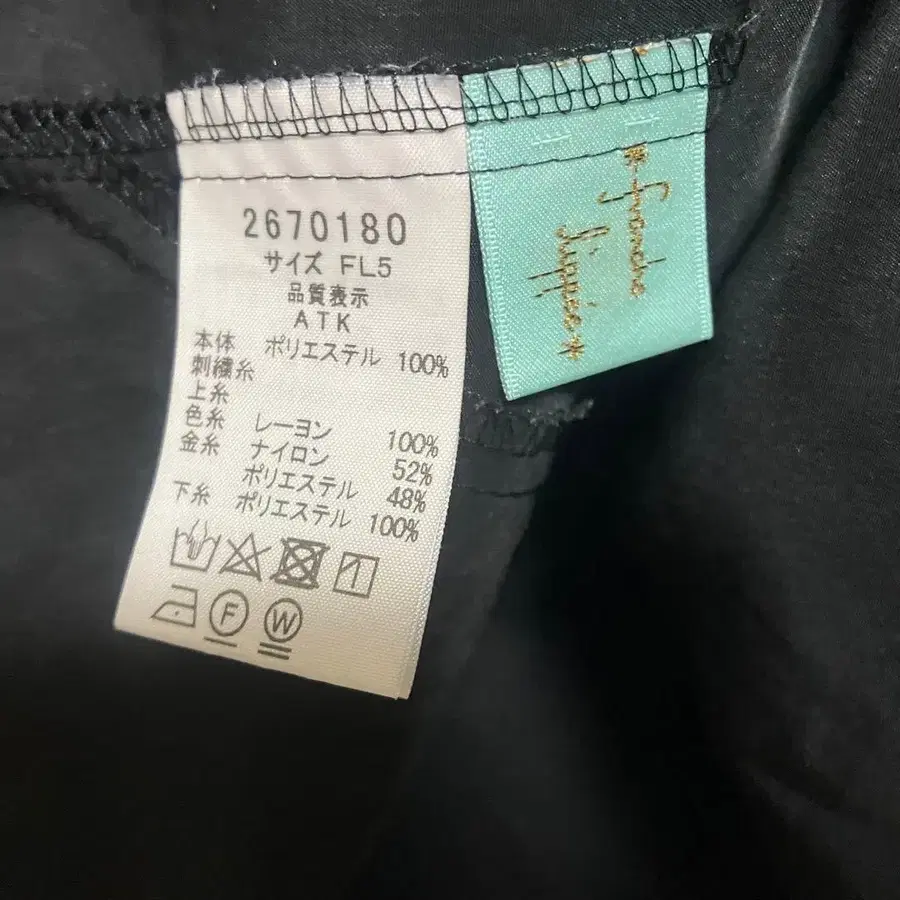 2670180
サイズ FL5
品質表示
ATK
本体 ポリエステル 100%
刺繍糸
上糸
色糸 レーヨン 100%
金糸 ナイロン 52%
ポリエステル 48%
下糸 ポリエステル 100%
1
F W
franche
lippée